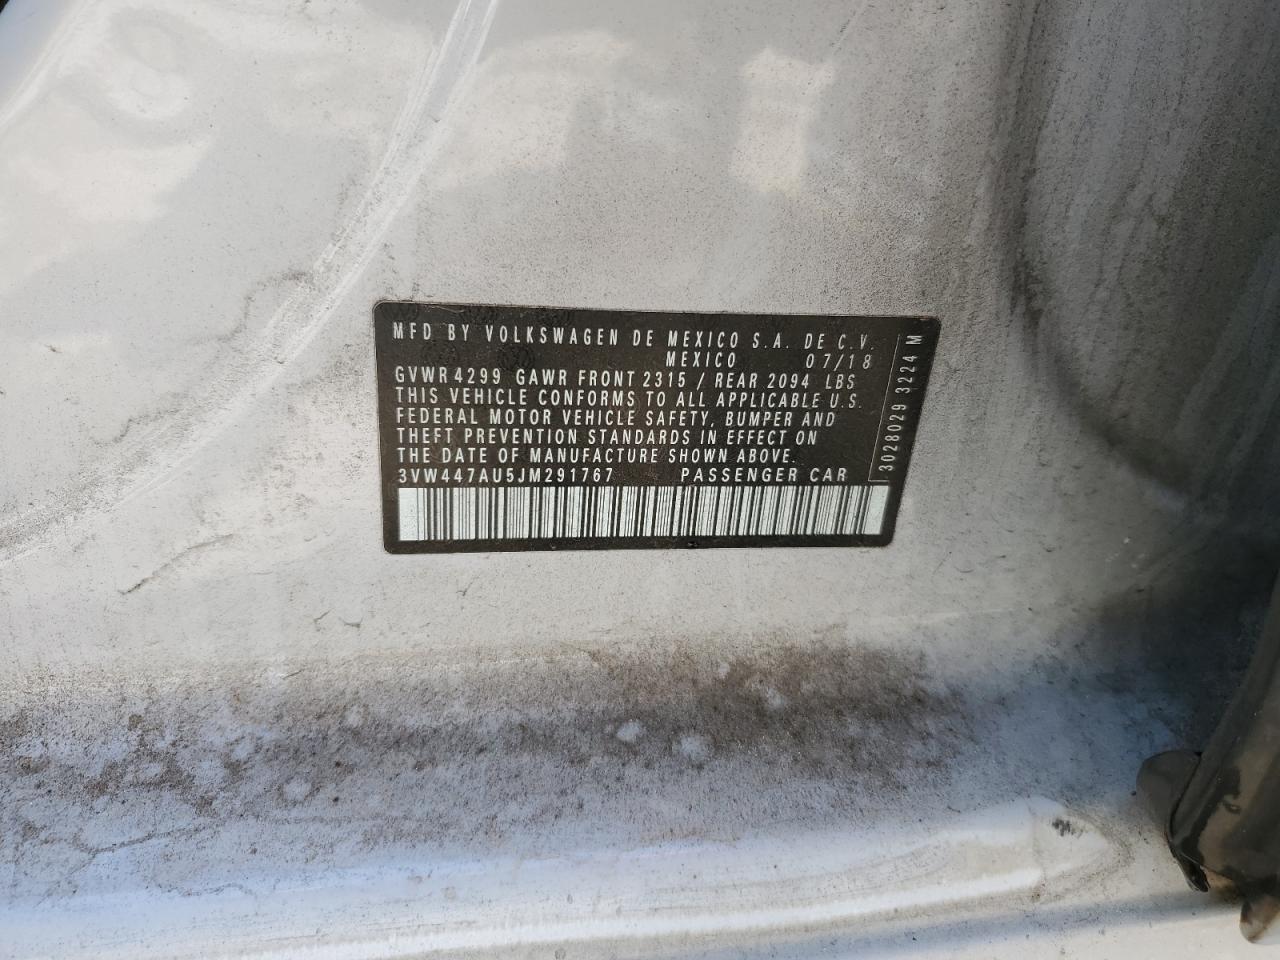 MFD BY VOLKSWAGEN DE MEXICO S.A. DE C.V.
MEXICO 07/18
GVWR 4299 GAWR FRONT 2315 / REAR 2094 LBS
THIS VEHICLE CONFORMS TO ALL APPLICABLE U.S.
FEDERAL MOTOR VEHICLE SAFETY, BUMPER AND
THEFT PREVENTION STANDARDS IN EFFECT ON
THE DATE OF MANUFACTURE SHOWN ABOVE.
3VW447AU5JM291767 PASSENGER CAR
3028029 3224 M